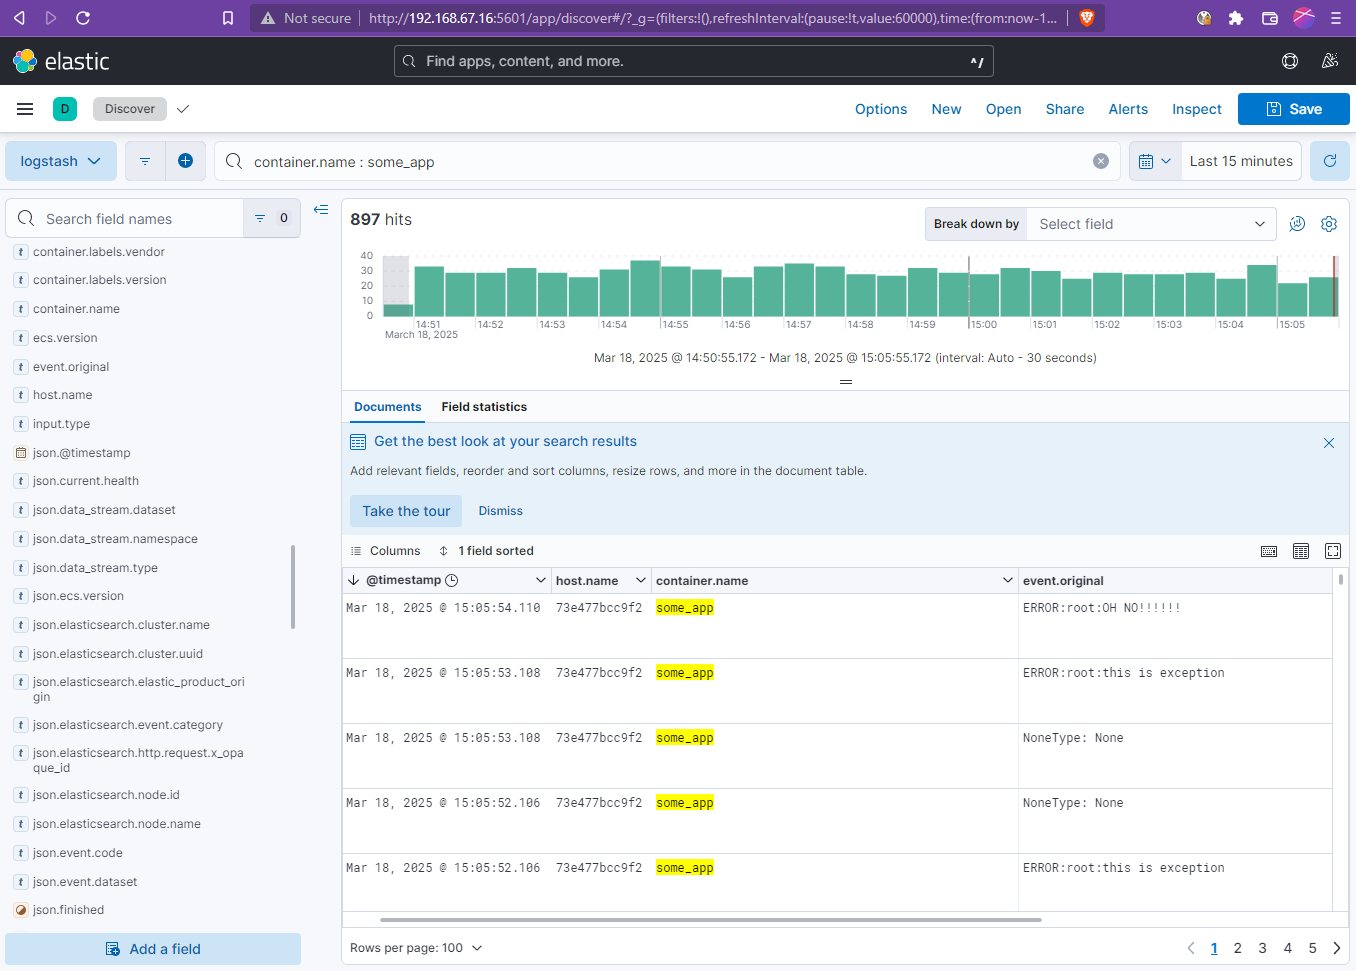 Not secure http://192.168.67.16:5601/app/discover#/?_g=(filters:!(),refreshInterval:(pause:!t,value:60000),time:(from:now-1...
elastic
Find apps, content, and more. ^/
D Discover Options New Open Share Alerts Inspect Save
logstash container.name : some_app Last 15 minutes
Search field names 0
container.labels.vendor
container.labels.version
container.name
ecs.version
event.original
host.name
input.type
json.@timestamp
json.current.health
json.data_stream.dataset
json.data_stream.namespace
json.data_stream.type
json.ecs.version
json.elasticsearch.cluster.name
json.elasticsearch.cluster.uuid
json.elasticsearch.elastic_product_ori
gin
json.elasticsearch.event.category
json.elasticsearch.http.request.x_opa
que_id
json.elasticsearch.node.id
json.elasticsearch.node.name
json.event.code
json.event.dataset
json.finished
Add a field
897 hits
Break down by Select field
40
30
20
10
0
14:51 14:52 14:53 14:54 14:55 14:56 14:57 14:58 14:59 15:00 15:01 15:02 15:03 15:04 15:05
March 18, 2025
Mar 18, 2025 @ 14:50:55.172 - Mar 18, 2025 @ 15:05:55.172 (interval: Auto - 30 seconds)
Documents Field statistics
Get the best look at your search results
Add relevant fields, reorder and sort columns, resize rows, and more in the document table.
Take the tour Dismiss
Columns 1 field sorted
@timestamp host.name container.name event.original
Mar 18, 2025 @ 15:05:54.110 73e477bcc9f2 some_app ERROR:root:OH NO!!!!!!
Mar 18, 2025 @ 15:05:53.108 73e477bcc9f2 some_app ERROR:root:this is exception
Mar 18, 2025 @ 15:05:53.108 73e477bcc9f2 some_app NoneType: None
Mar 18, 2025 @ 15:05:52.106 73e477bcc9f2 some_app NoneType: None
Mar 18, 2025 @ 15:05:52.106 73e477bcc9f2 some_app ERROR:root:this is exception
Rows per page: 100 1 2 3 4 5